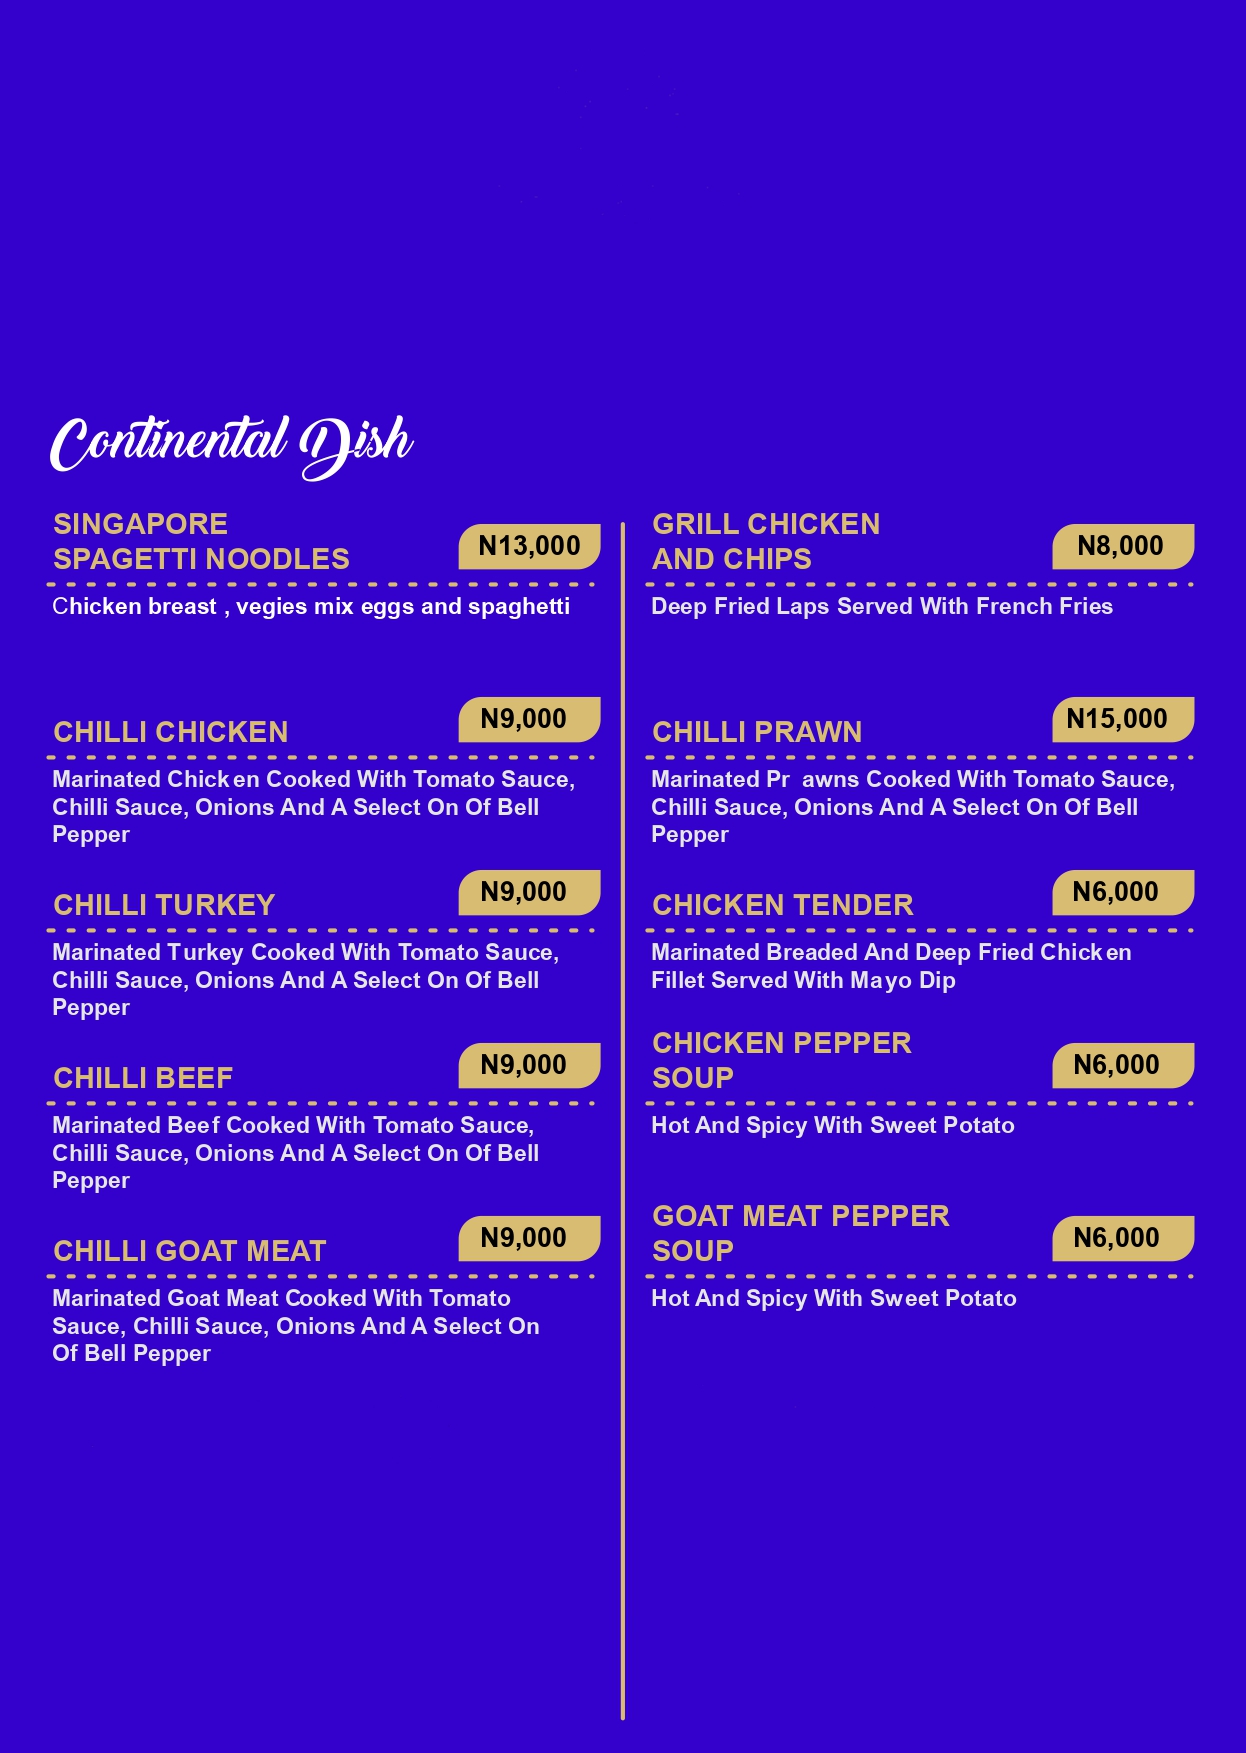 Continental Dish
SINGAPORE
SPAGETTI NOODLES
N13,000
Chicken breast , vegies mix eggs and spaghetti
CHILLI CHICKEN
N9,000
Marinated Chicken Cooked With Tomato Sauce,
Chilli Sauce, Onions And A Select On Of Bell
Pepper
CHILLI TURKEY
N9,000
Marinated Turkey Cooked With Tomato Sauce,
Chilli Sauce, Onions And A Select On Of Bell
Pepper
CHILLI BEEF
N9,000
Marinated Beef Cooked With Tomato Sauce,
Chilli Sauce, Onions And A Select On Of Bell
Pepper
CHILLI GOAT MEAT
N9,000
Marinated Goat Meat Cooked With Tomato
Sauce, Chilli Sauce, Onions And A Select On
Of Bell Pepper
GRILL CHICKEN
AND CHIPS
N8,000
Deep Fried Laps Served With French Fries
CHILLI PRAWN
N15,000
Marinated Pr awns Cooked With Tomato Sauce,
Chilli Sauce, Onions And A Select On Of Bell
Pepper
CHICKEN TENDER
N6,000
Marinated Breaded And Deep Fried Chicken
Fillet Served With Mayo Dip
CHICKEN PEPPER
SOUP
N6,000
Hot And Spicy With Sweet Potato
GOAT MEAT PEPPER
SOUP
N6,000
Hot And Spicy With Sweet Potato